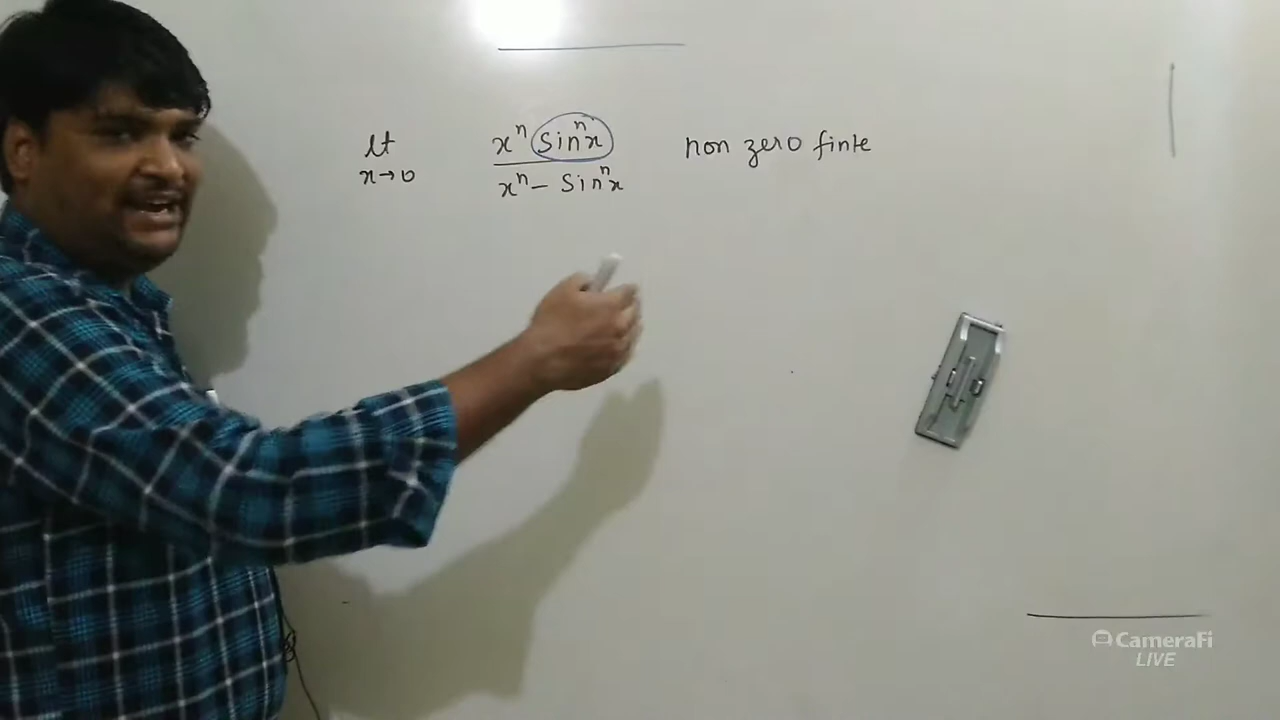 lt x→0 xⁿ Sinⁿx / xⁿ - Sinⁿx non zero finte
CameraFi
LIVE